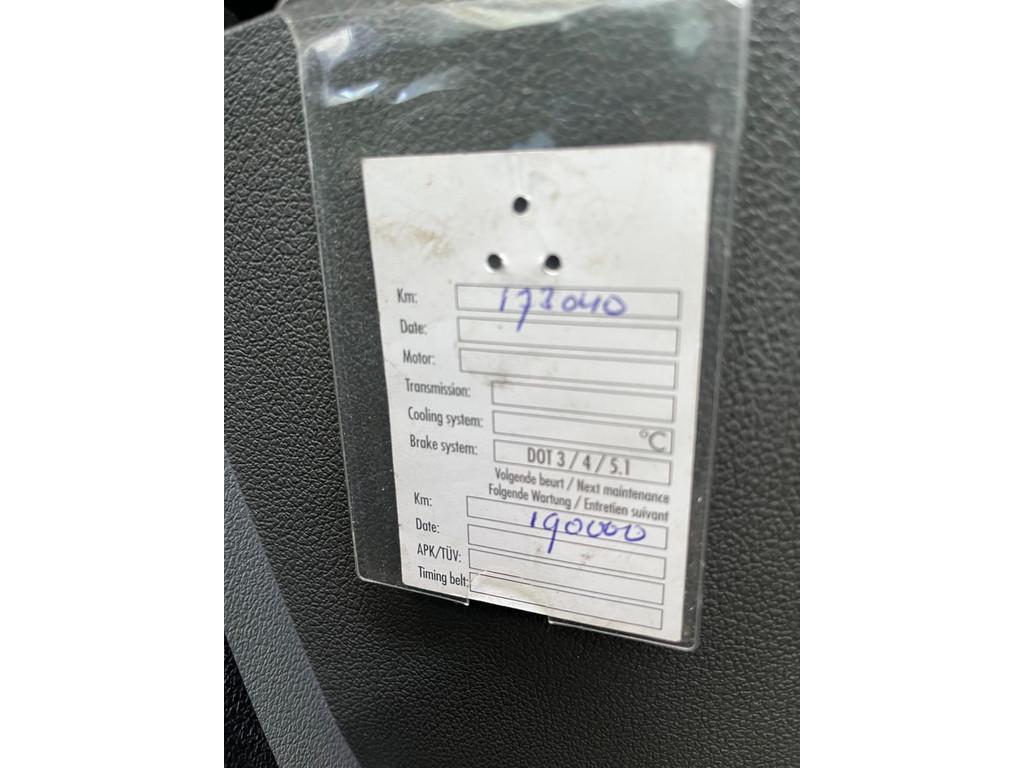 Km: 173040
Date:
Motor:
Transmission:
Cooling system: °C
Brake system: DOT 3 / 4 / 5.1
Volgende beurt / Next maintenance
Folgende Wartung / Entretien suivant
Km: 190000
Date:
APK/TÜV:
Timing belt: